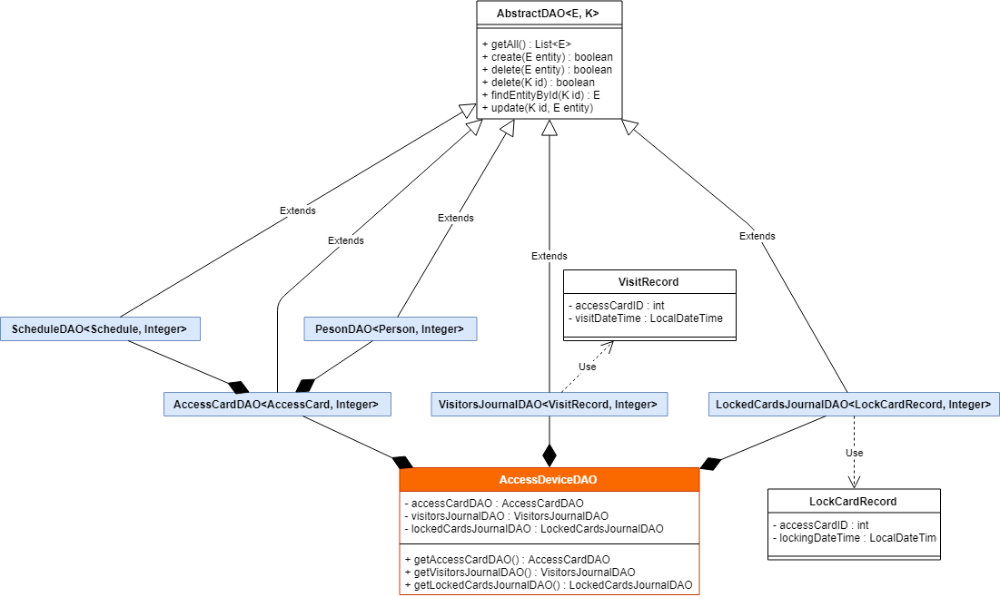 AbstractDAO<E, K>
+ getAll() : List<E>
+ create(E entity) : boolean
+ delete(E entity) : boolean
+ delete(K id) : boolean
+ findEntityById(K id) : E
+ update(K id, E entity)
Extends
Extends
Extends
Extends
Extends
VisitRecord
- accessCardID : int
- visitDateTime : LocalDateTime
ScheduleDAO<Schedule, Integer>
PesonDAO<Person, Integer>
Use
AccessCardDAO<AccessCard, Integer>
VisitorsJournalDAO<VisitRecord, Integer>
LockedCardsJournalDAO<LockCardRecord, Integer>
Use
AccessDeviceDAO
- accessCardDAO : AccessCardDAO
- visitorsJournalDAO : VisitorsJournalDAO
- lockedCardsJournalDAO : LockedCardsJournalDAO
+ getAccessCardDAO() : AccessCardDAO
+ getVisitorsJournalDAO() : VisitorsJournalDAO
+ getLockedCardsJournalDAO() : LockedCardsJournalDAO
LockCardRecord
- accessCardID : int
- lockingDateTime : LocalDateTim